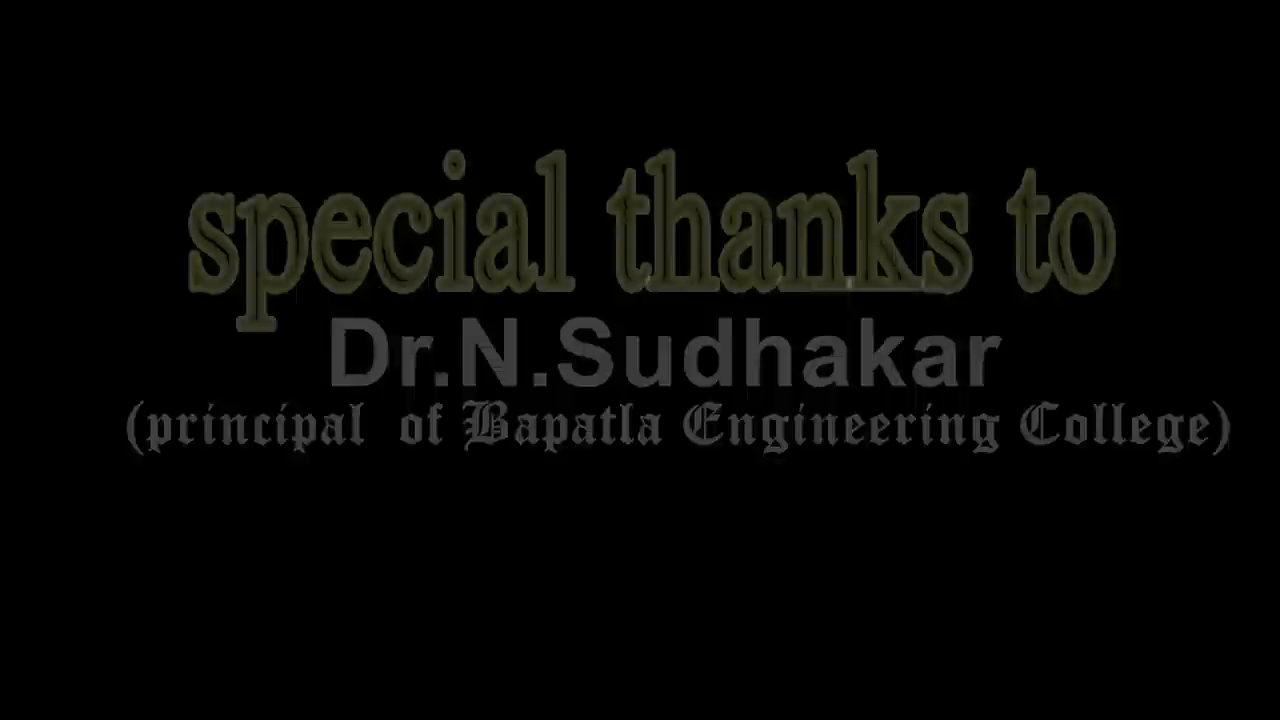 special thanks to
Dr.N.Sudhakar
(principal of Bapatla Engineering College)